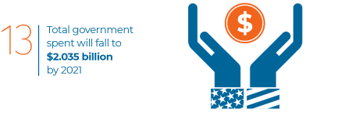 13
Total government
spent will fall to
$2.035 billion
by 2021
$